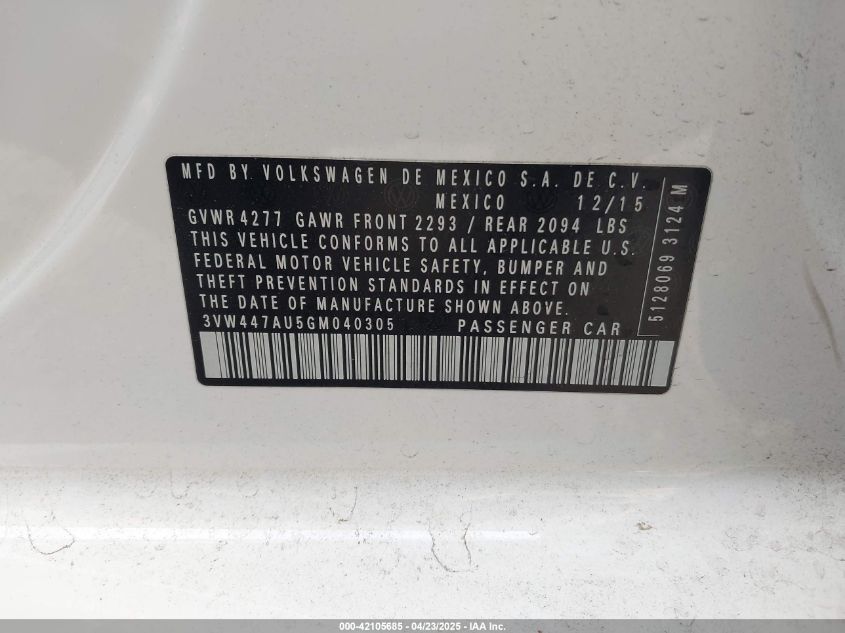 MFD BY VOLKSWAGEN DE MEXICO S.A. DE C.V.
MEXICO 12/15
GVWR 4277 GAWR FRONT 2293 / REAR 2094 LBS
THIS VEHICLE CONFORMS TO ALL APPLICABLE U.S.
FEDERAL MOTOR VEHICLE SAFETY, BUMPER AND
THEFT PREVENTION STANDARDS IN EFFECT ON
THE DATE OF MANUFACTURE SHOWN ABOVE.
3VW447AU5GM040305 PASSENGER CAR
5128069 3124 M
000-42105685 - 04/23/2025 - IAA Inc.